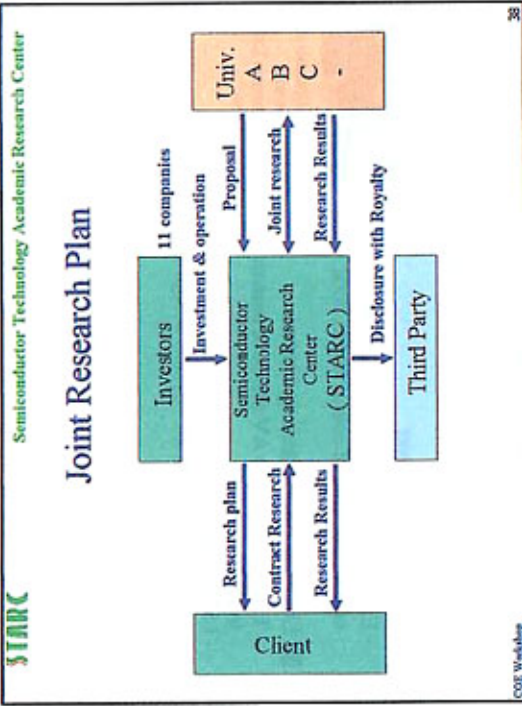 STARC
Semiconductor Technology Academic Research Center
Joint Research Plan
Investors
11 companies
Investment & operation
Client
Research plan
Contract Research
Research Results
Semiconductor
Technology
Academic Research
Center
( STARC )
Proposal
Joint research
Research Results
Univ.
A
B
C
-
Disclosure with Royalty
Third Party
COE Workshop
38